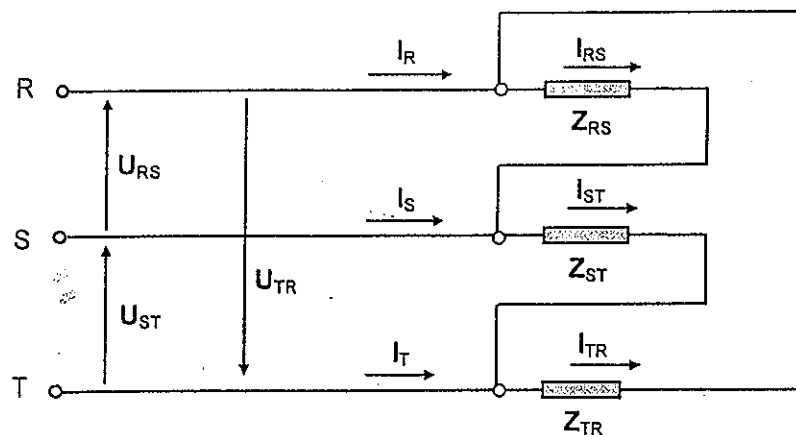 I_R
I_RS
R
Z_RS
U_RS
I_S
I_ST
S
Z_ST
U_TR
U_ST
I_T
I_TR
T
Z_TR